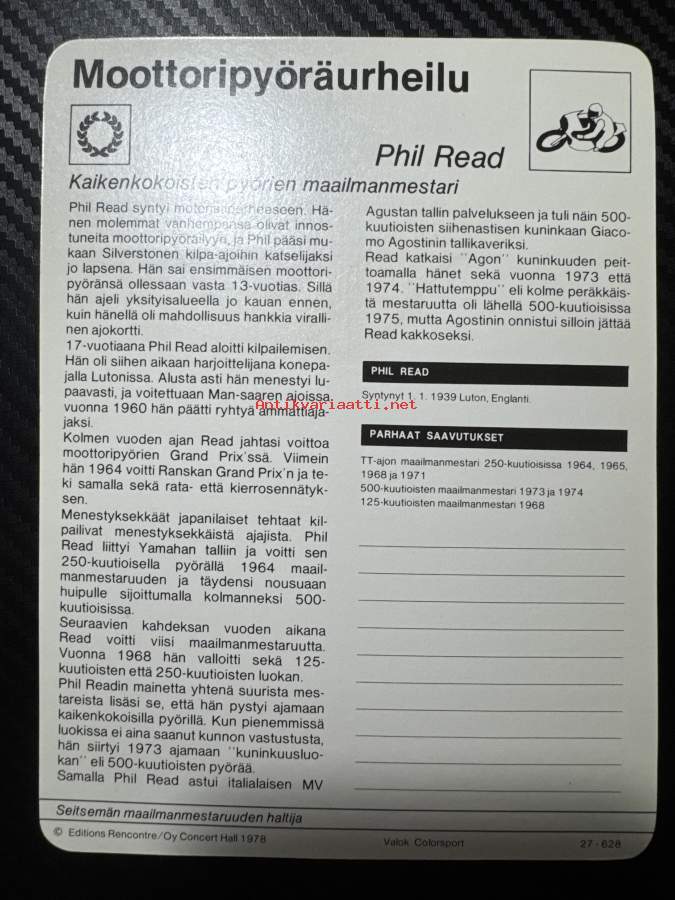 Moottoripyöräurheilu
Phil Read
Kaikenkokoisten pyörien maailmanmestari
Phil Read syntyi Hä-
nen molemmat vanhempansa olivat innos-
tuneita moottoripyöräilyyn, ja Phil pääsi mu-
kaan Silverstonen kilpa-ajoihin katselijaksi
jo lapsena. Hän sai ensimmäisen moottori-
pyöränsä ollessaan vasta 13-vuotias. Sillä
hän ajeli yksityisalueella jo kauan ennen,
kuin hänellä oli mahdollisuus hankkia viralli-
nen ajokortti.
17-vuotiaana Phil Read aloitti kilpailemisen.
Hän oli siihen aikaan harjoittelijana konepa-
jalla Lutonissa. Alusta asti hän menestyi lu-
paavasti, ja voitettuaan Man-saaren ajoissa
vuonna 1960 hän päätti ryhtyä ammattiaja-
jaksi.
Kolmen vuoden ajan Read jahtasi voittoa
moottoripyörien Grand Prix'ssä. Viimein
hän 1964 voitti Ranskan Grand Prix'n ja te-
ki samalla sekä rata- että kierrosennätyk-
sen.
Menestyksekkäät japanilaiset tehtaat kil-
pailivat menestyksekkäistä ajajista. Phil
Read liittyi Yamahan talliin ja voitti sen
250-kuutioisella pyörällä 1964 maail-
manmestaruuden ja täydensi nousuaan
huipulle sijoittumalla kolmanneksi 500-
kuutioisissa.
Seuraavien kahdeksan vuoden aikana
Read voitti viisi maailmanmestaruutta.
Vuonna 1968 hän valloitti sekä 125-
kuutioisten että 250-kuutioisten luokan.
Phil Readin mainetta yhtenä suurista mes-
tareista lisäsi se, että hän pystyi ajamaan
kaikenkokoisilla pyörillä. Kun pienemmissä
luokissa ei aina saanut kunnon vastustusta,
hän siirtyi 1973 ajamaan "kuninkuusluo-
kan" eli 500-kuutioisten pyörää.
Samalla Phil Read astui italialaisen MV
Agustan tallin palvelukseen ja tuli näin 500-
kuutioisten siihenastisen kuninkaan Giaco-
mo Agostinin tallikaveriksi.
Read katkaisi "Agon" kuninkuuden peit-
toamalla hänet sekä vuonna 1973 että
1974. "Hattutemppu" eli kolme peräkkäis-
tä mestaruutta oli lähellä 500-kuutioisissa
1975, mutta Agostinin onnistui silloin jättää
Read kakkoseksi.
PHIL READ
Syntynyt 1. 1. 1939 Luton, Englanti.
Antikvariaatti.net
PARHAAT SAAVUTUKSET
TT-ajon maailmanmestari 250-kuutioisissa 1964, 1965,
1968 ja 1971
500-kuutioisten maailmanmestari 1973 ja 1974
125-kuutioisten maailmanmestari 1968
Seitsemän maailmanmestaruuden haltija
© Editions Rencontre/Oy Concert Hall 1978
Valok Colorsport
27-628